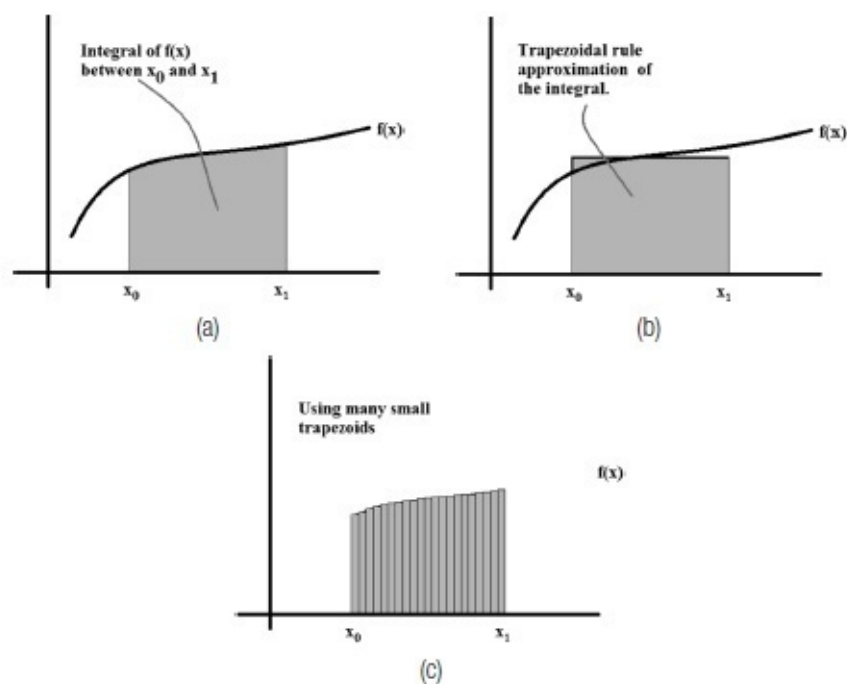 Integral of f(x)
between x₀ and x₁
f(x)
x₀
x₁
(a)
Trapezoidal rule
approximation of
the integral.
f(x)
x₀
x₁
(b)
Using many small
trapezoids
f(x)
x₀
x₁
(c)